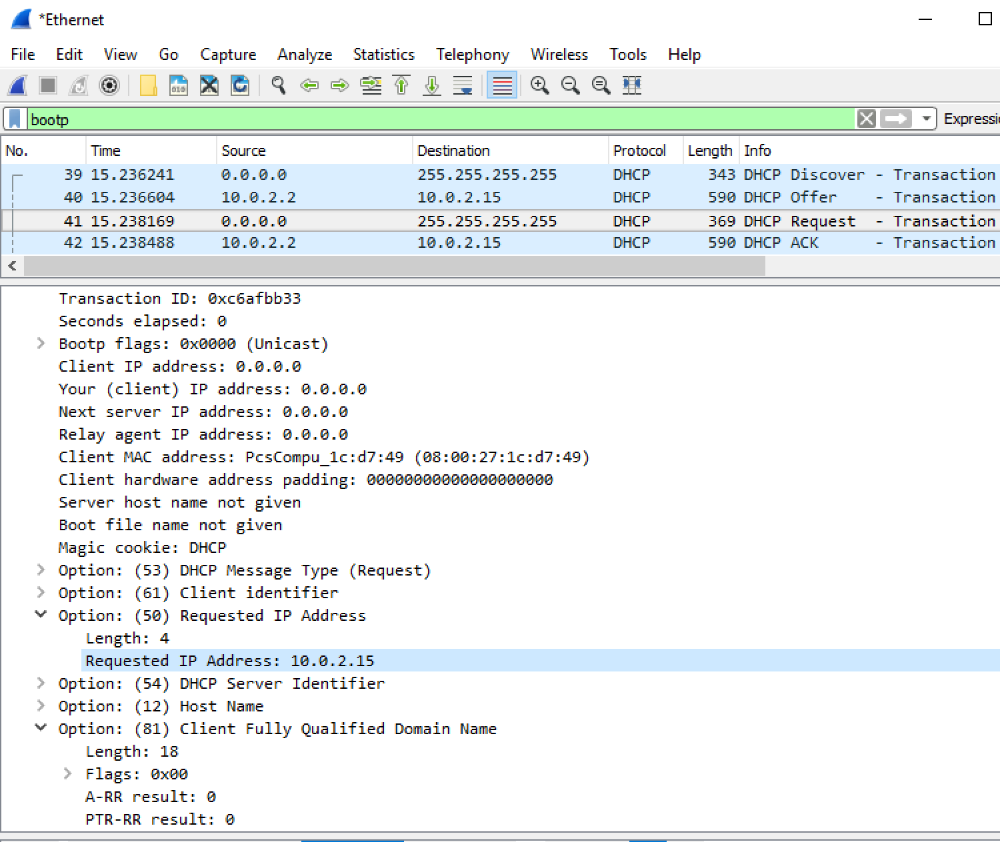 *Ethernet
File Edit View Go Capture Analyze Statistics Telephony Wireless Tools Help
bootp
No. Time Source Destination Protocol Length Info
39 15.236241 0.0.0.0 255.255.255.255 DHCP 343 DHCP Discover - Transaction
40 15.236604 10.0.2.2 10.0.2.15 DHCP 590 DHCP Offer - Transaction
41 15.238169 0.0.0.0 255.255.255.255 DHCP 369 DHCP Request - Transaction
42 15.238488 10.0.2.2 10.0.2.15 DHCP 590 DHCP ACK - Transaction
Transaction ID: 0xc6afbb33
Seconds elapsed: 0
Bootp flags: 0x0000 (Unicast)
Client IP address: 0.0.0.0
Your (client) IP address: 0.0.0.0
Next server IP address: 0.0.0.0
Relay agent IP address: 0.0.0.0
Client MAC address: PcsCompu_1c:d7:49 (08:00:27:1c:d7:49)
Client hardware address padding: 00000000000000000000
Server host name not given
Boot file name not given
Magic cookie: DHCP
Option: (53) DHCP Message Type (Request)
Option: (61) Client identifier
Option: (50) Requested IP Address
Length: 4
Requested IP Address: 10.0.2.15
Option: (54) DHCP Server Identifier
Option: (12) Host Name
Option: (81) Client Fully Qualified Domain Name
Length: 18
Flags: 0x00
A-RR result: 0
PTR-RR result: 0